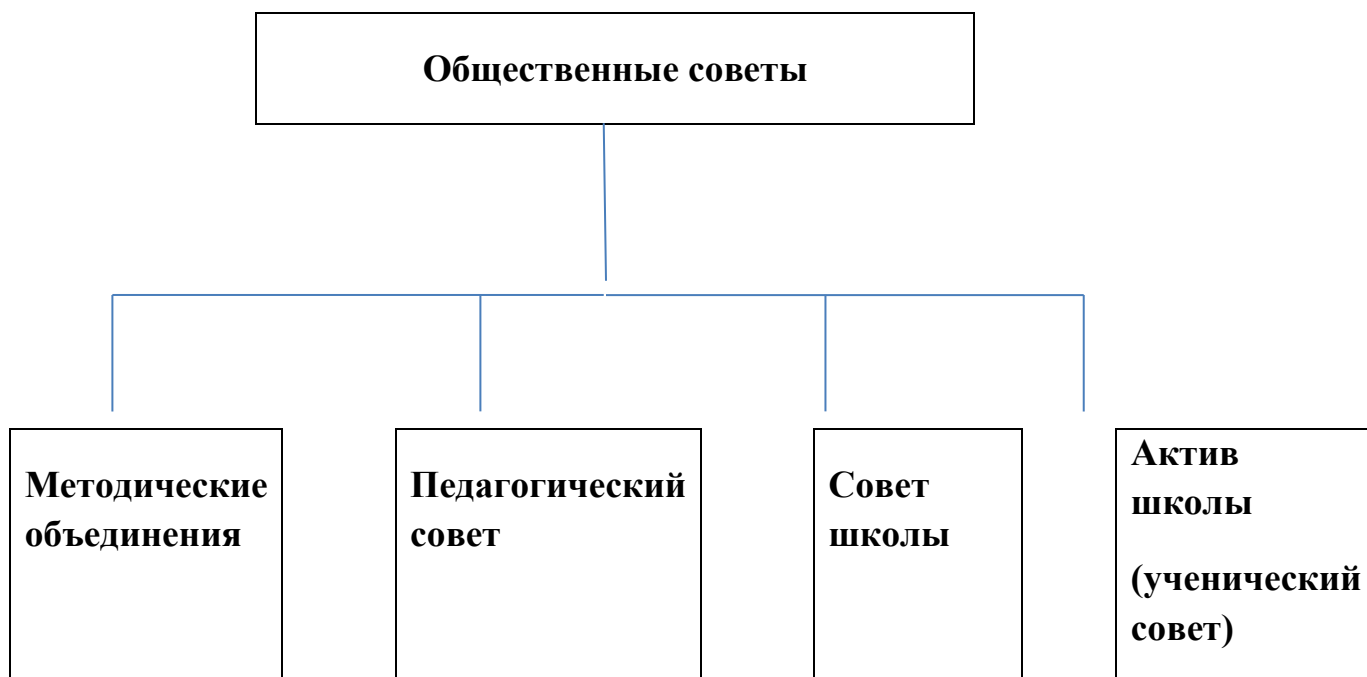 Общественные советы
Методические
объединения
Педагогический
совет
Совет
школы
Актив
школы
(ученический
совет)